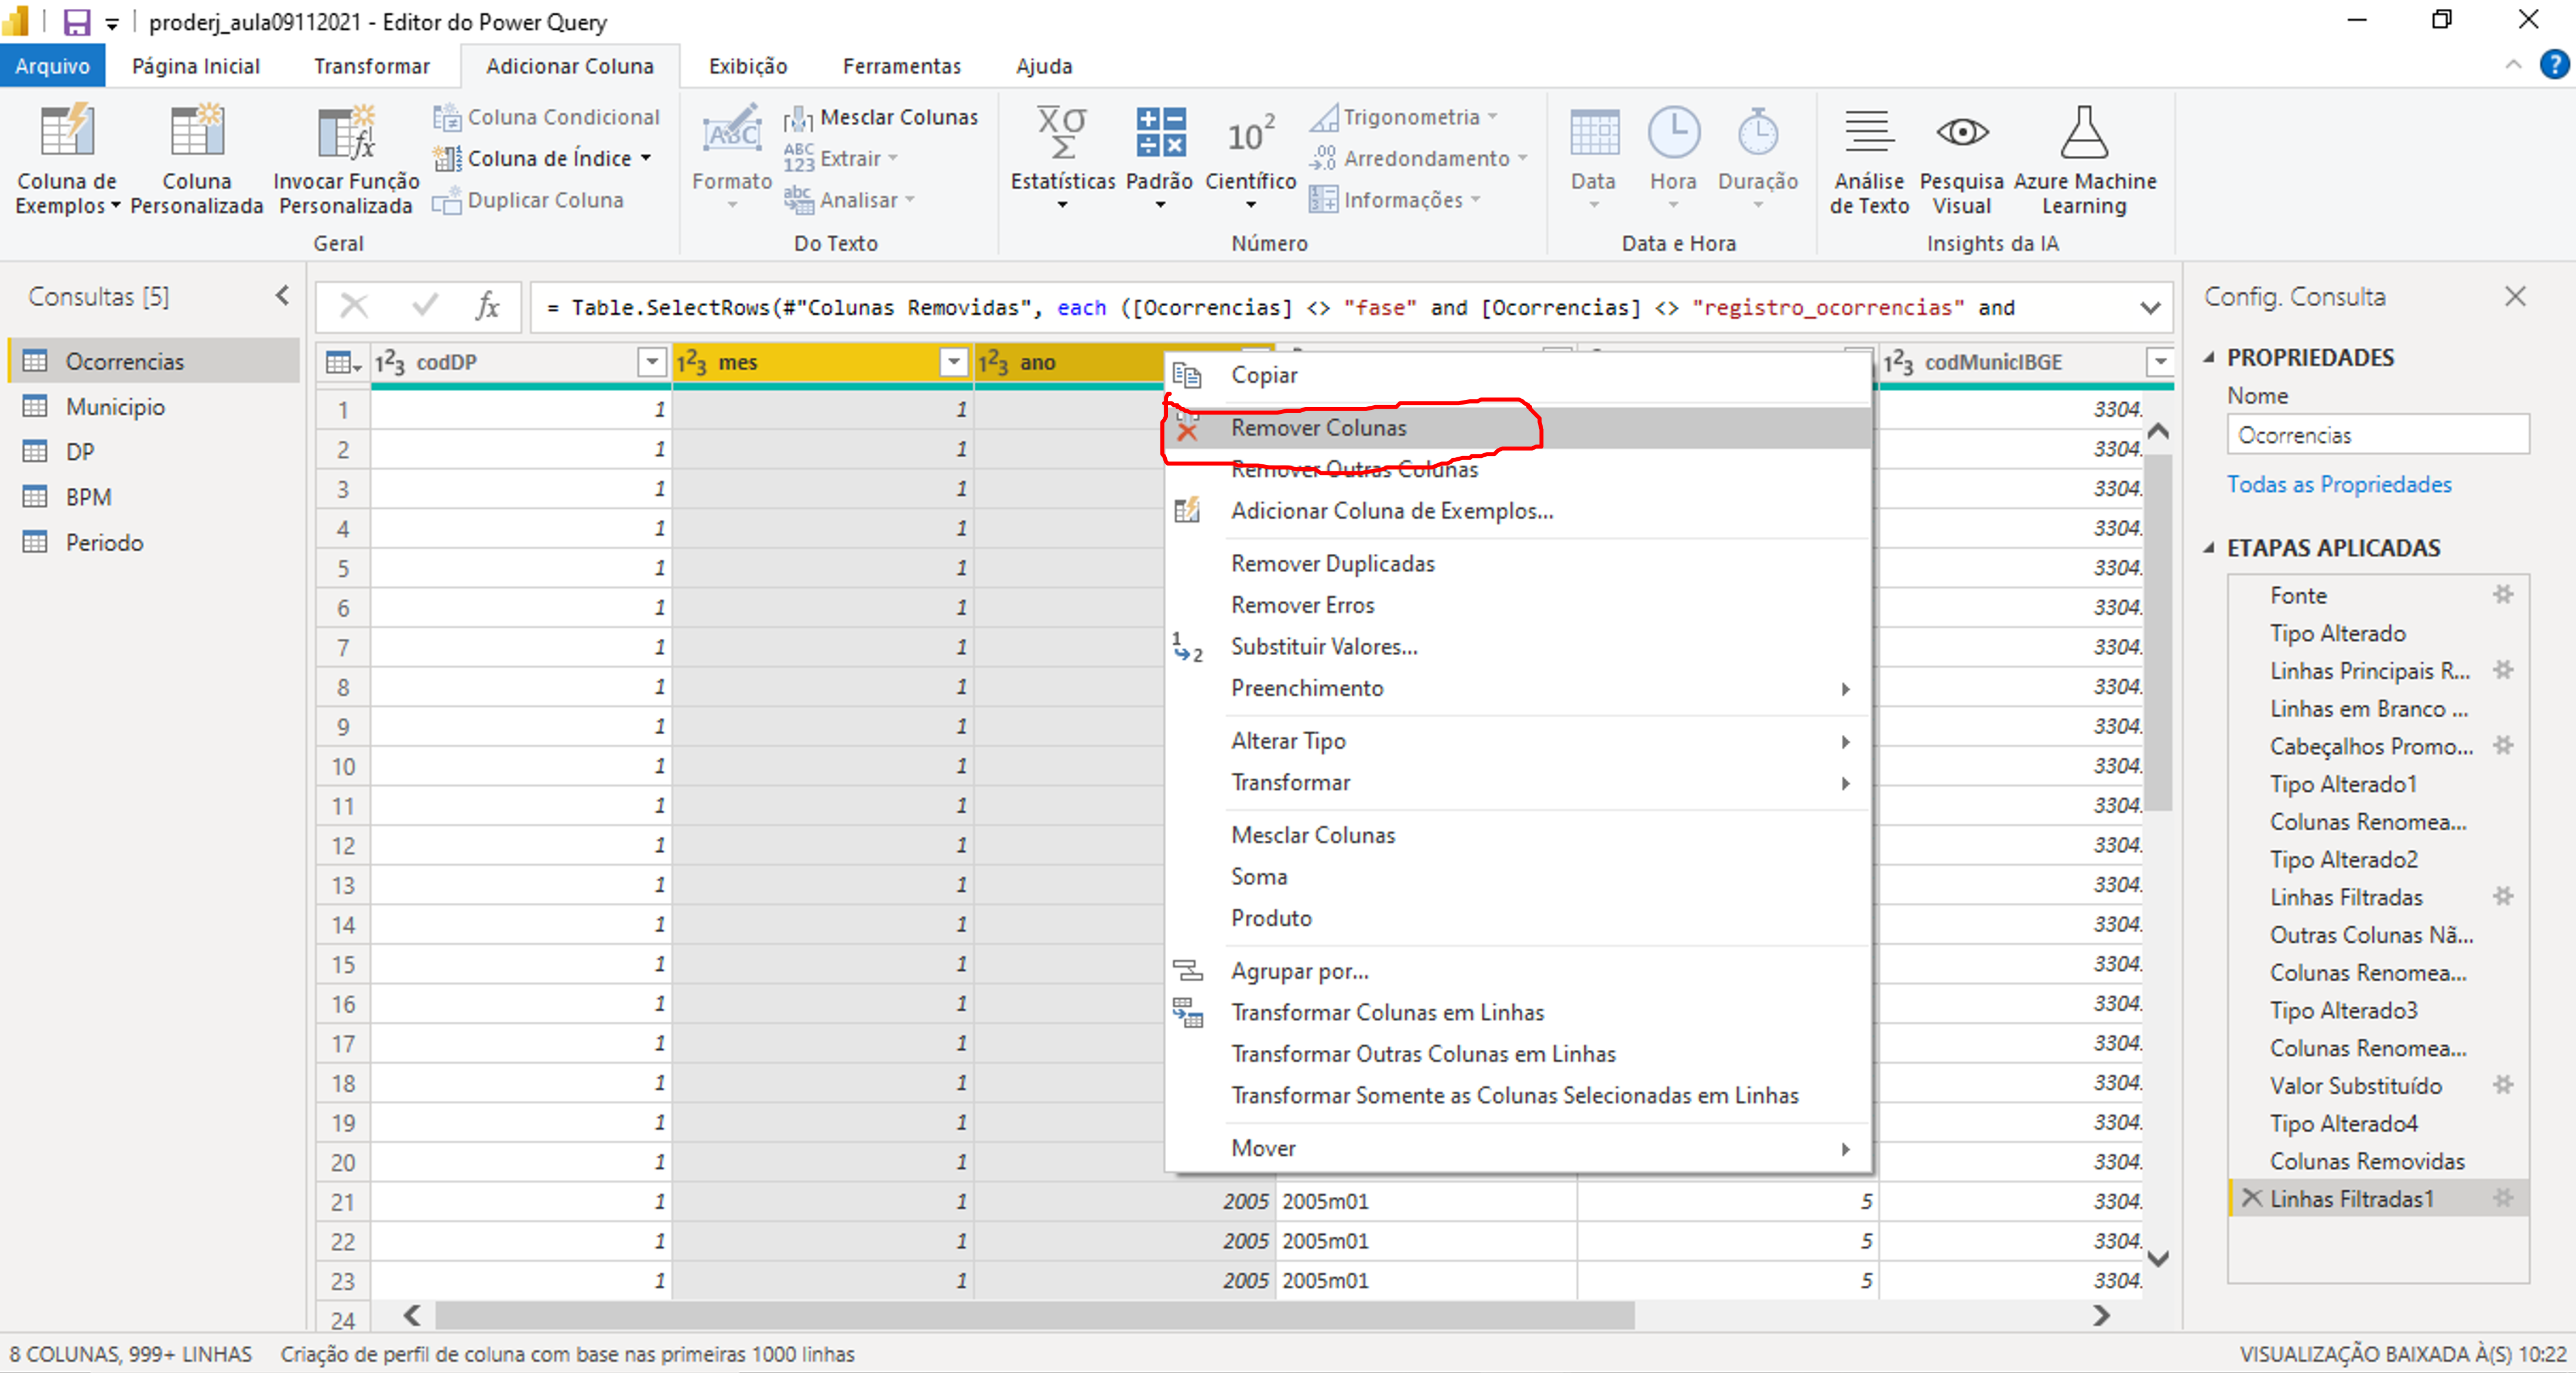 proderj_aula09112021 - Editor do Power Query
Arquivo Página Inicial Transformar Adicionar Coluna Exibição Ferramentas Ajuda
Coluna de Exemplos
Coluna Personalizada
Invocar Função Personalizada
Coluna Condicional
Coluna de Índice
Duplicar Coluna
Geral
ABC
Formato
Mesclar Colunas
ABC 123 Extrair
abc Analisar
Do Texto
Xσ Σ
Estatísticas
Padrão
10²
Científico
Trigonometria
.00 Arredondamento
Informações
Número
Data
Hora
Duração
Data e Hora
Análise de Texto
Pesquisa Visual
Azure Machine Learning
Insights da IA
Consultas [5]
Ocorrencias
Municipio
DP
BPM
Periodo
fx = Table.SelectRows(#"Colunas Removidas", each ([Ocorrencias] <> "fase" and [Ocorrencias] <> "registro_ocorrencias" and
1²3 codDP 1²3 mes 1²3 ano 1²3 codMunicIBGE
1 1 1 3304.
2 1 1 3304.
3 1 1 3304.
4 1 1 3304.
5 1 1 3304.
6 1 1 3304.
7 1 1 3304.
8 1 1 3304.
9 1 1 3304.
10 1 1 3304.
11 1 1 3304.
12 1 1 3304.
13 1 1 3304.
14 1 1 3304.
15 1 1 3304.
16 1 1 3304.
17 1 1 3304.
18 1 1 3304.
19 1 1 3304.
20 1 1 3304.
21 1 1 2005 2005m01 5 3304.
22 1 1 2005 2005m01 5 3304.
23 1 1 2005 2005m01 5 3304.
24
Copiar
Remover Colunas
Remover Outras Colunas
Adicionar Coluna de Exemplos...
Remover Duplicadas
Remover Erros
Substituir Valores...
Preenchimento
Alterar Tipo
Transformar
Mesclar Colunas
Soma
Produto
Agrupar por...
Transformar Colunas em Linhas
Transformar Outras Colunas em Linhas
Transformar Somente as Colunas Selecionadas em Linhas
Mover
Config. Consulta
PROPRIEDADES
Nome
Ocorrencias
Todas as Propriedades
ETAPAS APLICADAS
Fonte
Tipo Alterado
Linhas Principais R...
Linhas em Branco ...
Cabeçalhos Promo...
Tipo Alterado1
Colunas Renomea...
Tipo Alterado2
Linhas Filtradas
Outras Colunas Nã...
Colunas Renomea...
Tipo Alterado3
Colunas Renomea...
Valor Substituído
Tipo Alterado4
Colunas Removidas
Linhas Filtradas1
8 COLUNAS, 999+ LINHAS Criação de perfil de coluna com base nas primeiras 1000 linhas
VISUALIZAÇÃO BAIXADA À(S) 10:22